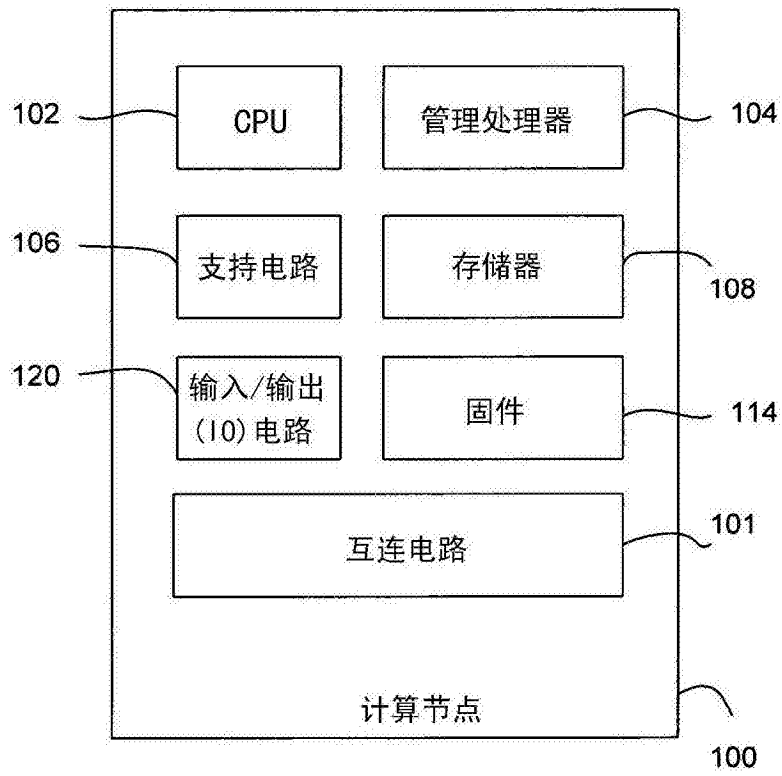 102
CPU
管理处理器
104
106
支持电路
存储器
108
120
输入/输出
(IO)电路
固件
114
互连电路
101
计算节点
100